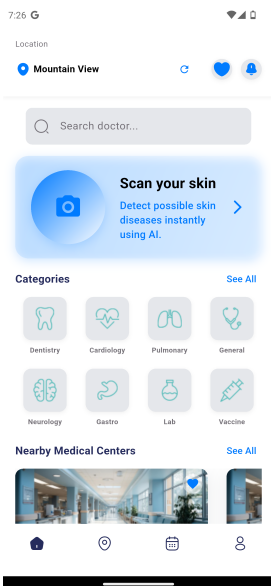 7:26 G
Location
Mountain View
Search doctor...
Scan your skin
Detect possible skin
diseases instantly
using AI.
Categories See All
Dentistry Cardiology Pulmonary General
Neurology Gastro Lab Vaccine
Nearby Medical Centers See All